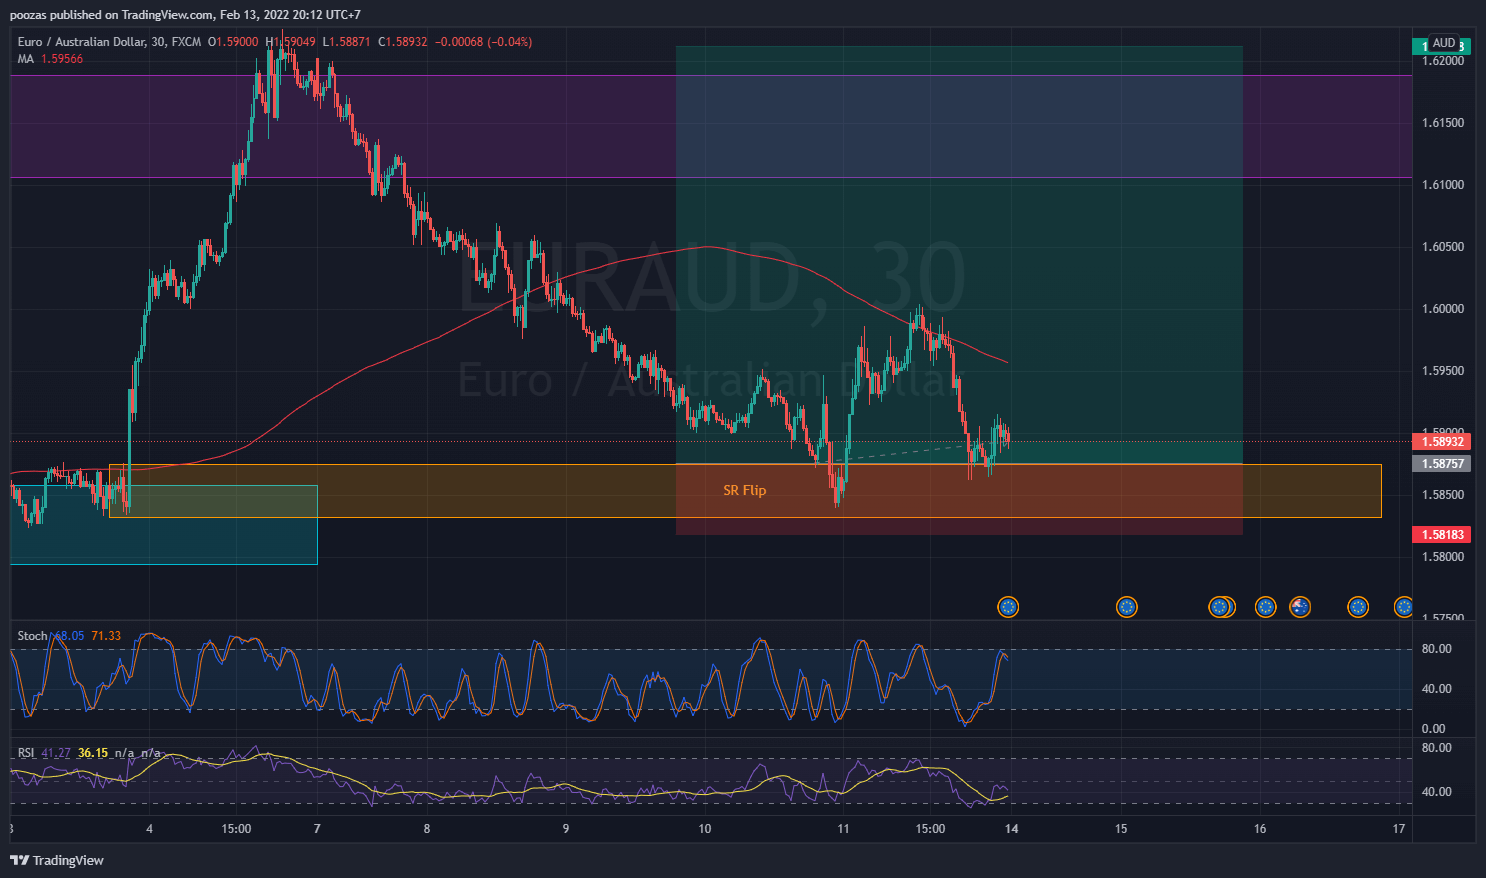 poozas published on TradingView.com, Feb 13, 2022 20:12 UTC+7
Euro / Australian Dollar, 30, FXCM O1.59000 H1.59049 L1.58871 C1.58932 −0.00068 (−0.04%)
MA 1.59566
AUD
1.62000
1.61500
1.61000
1.60500
1.60000
1.59500
1.59000
1.58932
1.58757
1.58500
1.58183
1.58000
1.57500
EURAUD, 30
Euro / Australian Dollar
SR Flip
Stoch 68.05 71.33
80.00
40.00
0.00
RSI 41.27 36.15 n/a n/a
80.00
40.00
3 4 15:00 7 8 9 10 11 15:00 14 15 16 17
TradingView